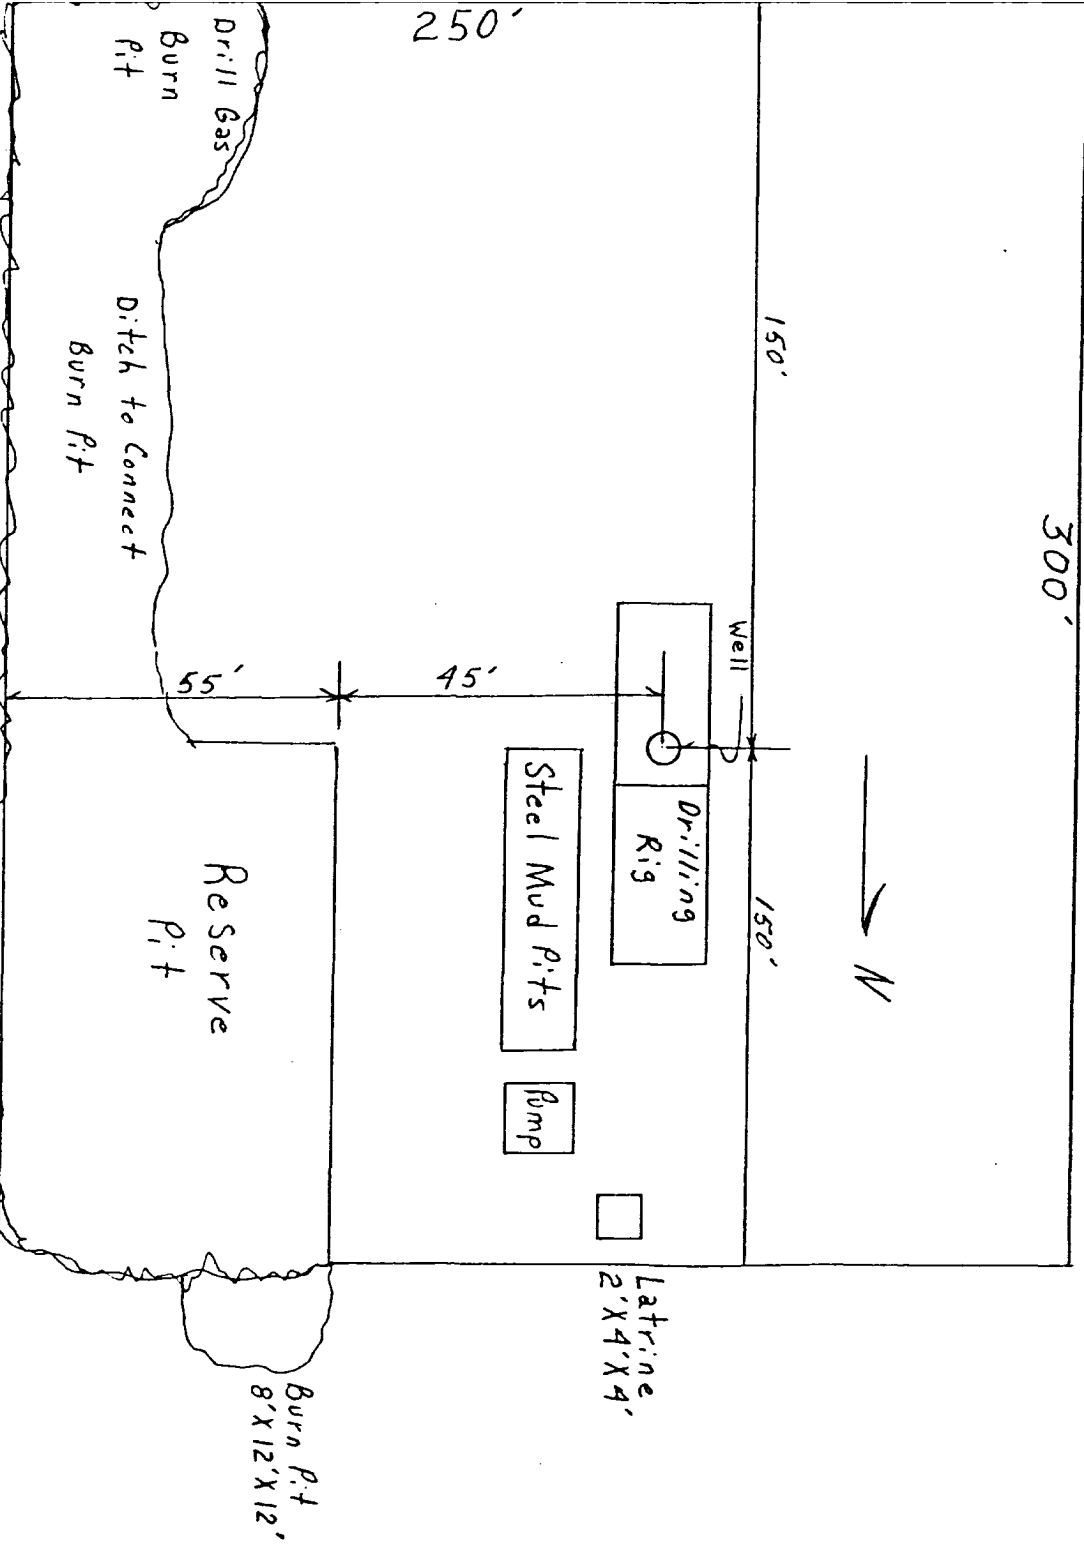 250'
Drill Gas
Burn
Pit
Ditch to Connect
Burn Pit
150'
300'
Well
55'
45'
Drilling
Rig
Steel Mud Pits
150'
N
Reserve
Pit
Pump
Latrine
2'X4'X4'
Burn Pit
8'X12'X12'